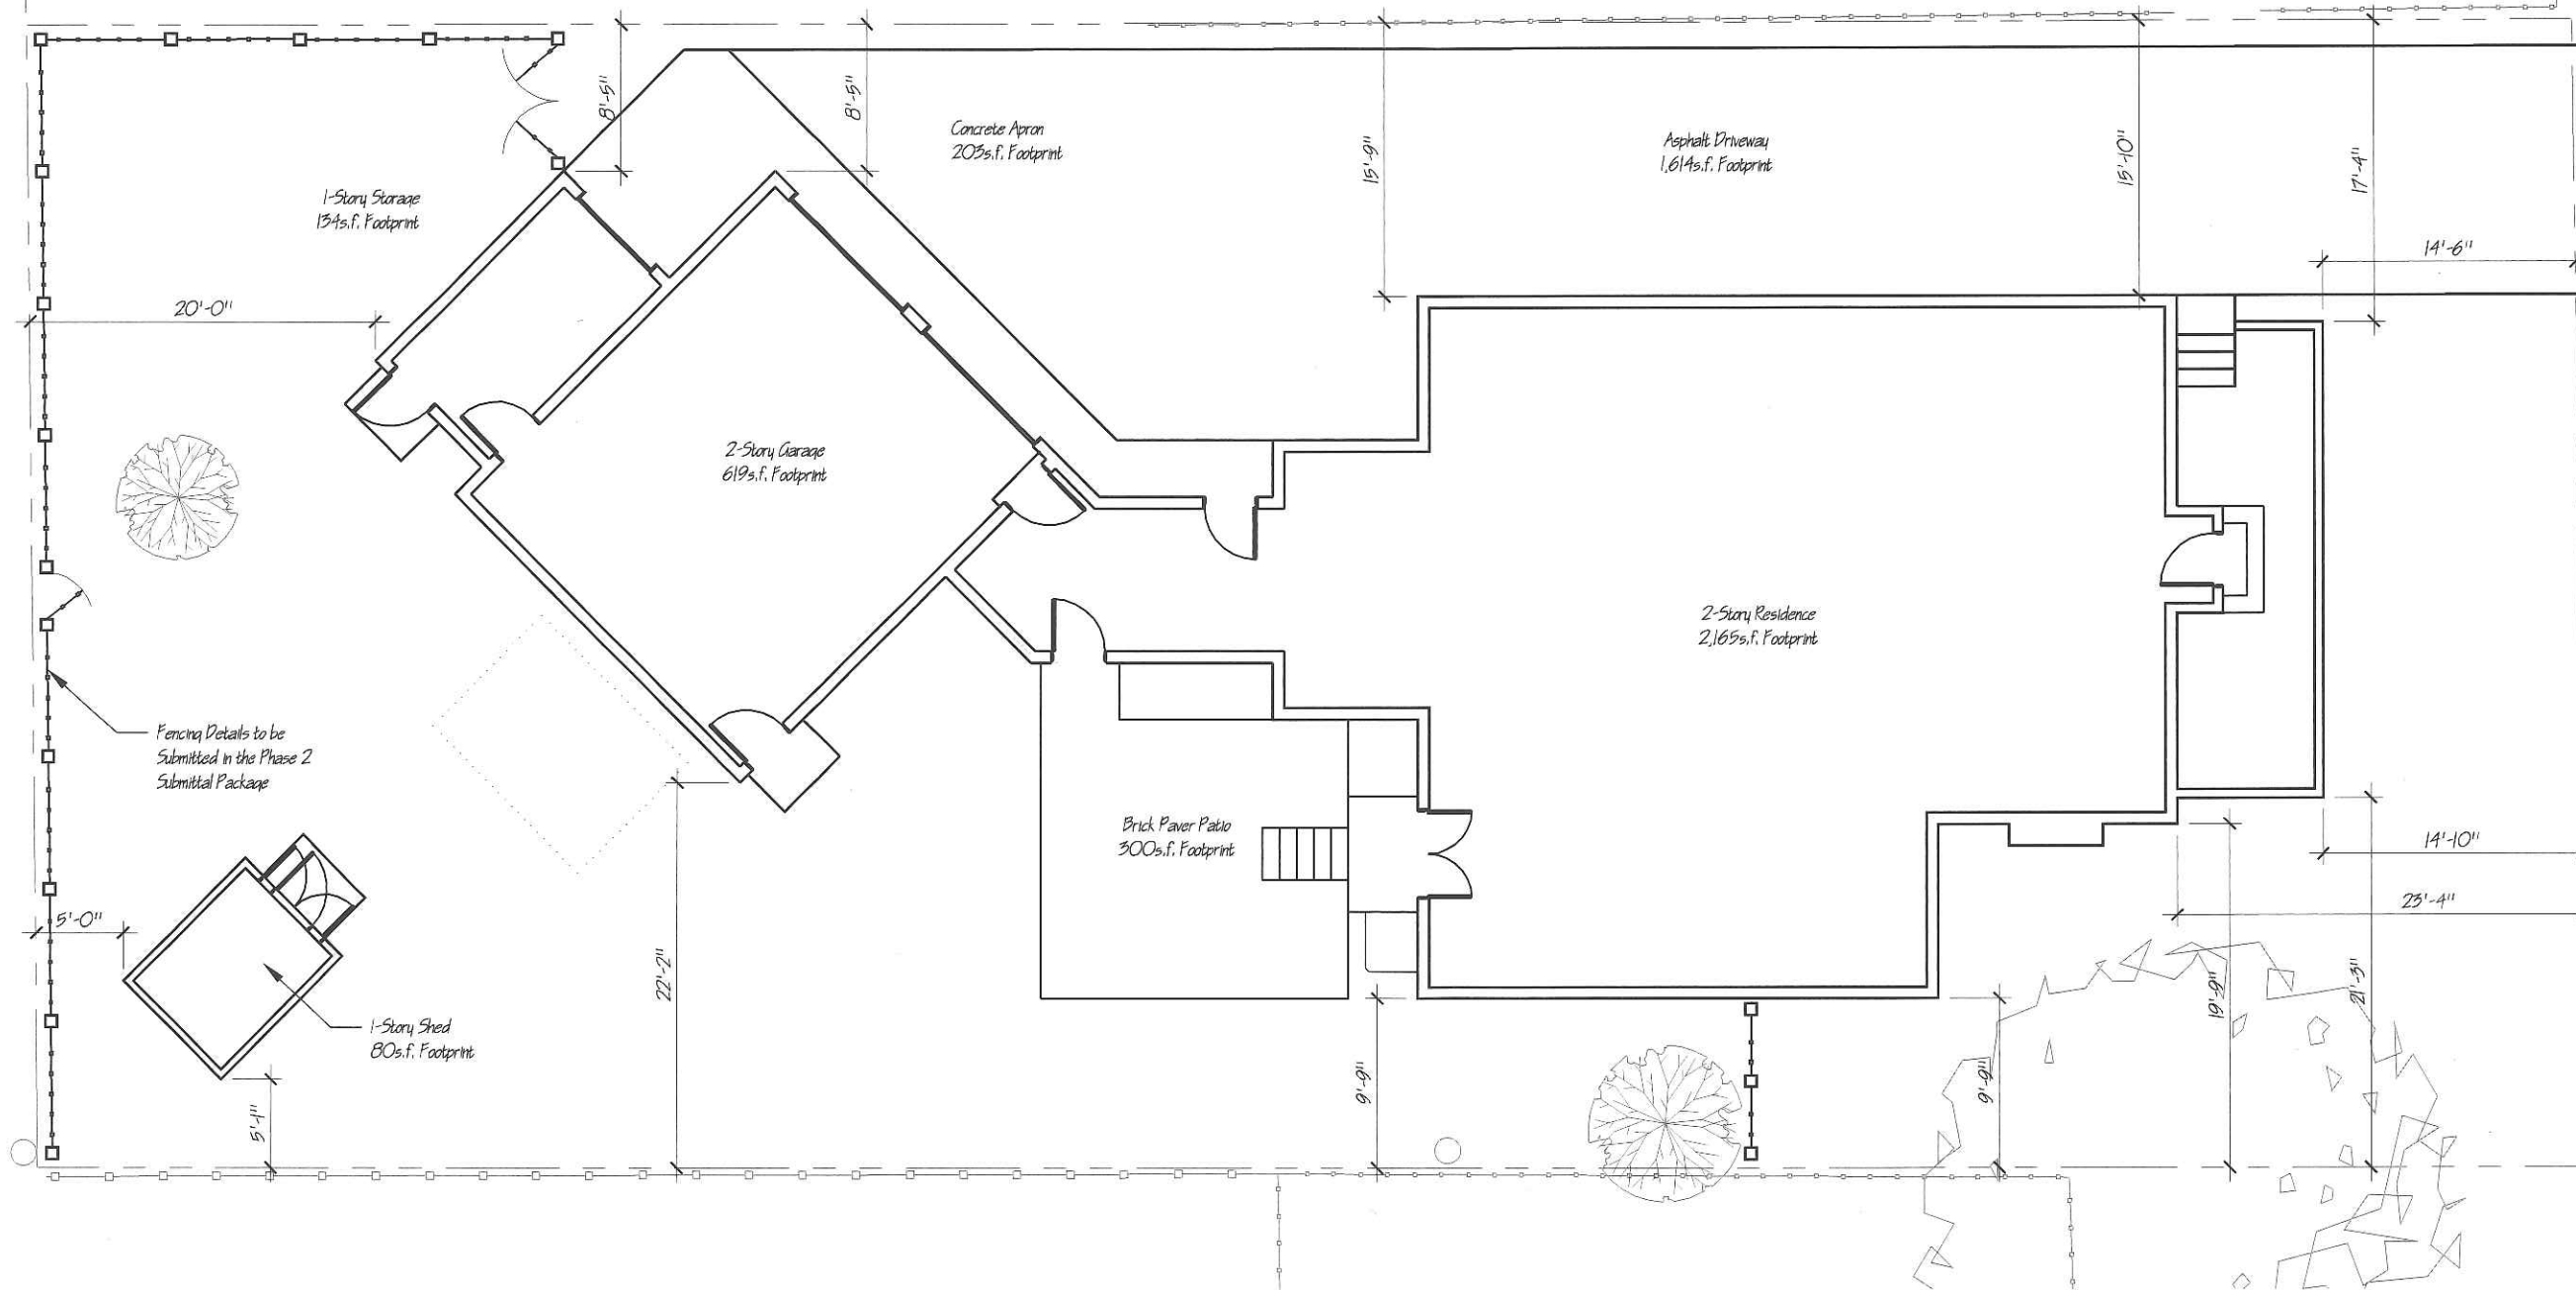 8'-5"
8'-5"
15'-9"
15'-10"
17'-4"
14'-6"
Concrete Apron
203s.f. Footprint
Asphalt Driveway
1,614s.f. Footprint
1-Story Storage
134s.f. Footprint
20'-0"
2-Story Garage
619s.f. Footprint
2-Story Residence
2,165s.f. Footprint
Fencing Details to be
Submitted in the Phase 2
Submittal Package
Brick Paver Patio
300s.f. Footprint
14'-10"
23'-4"
5'-0"
22'-2"
19'-9"
21'-3"
1-Story Shed
80s.f. Footprint
5'-1"
9'-9"
9'-9"